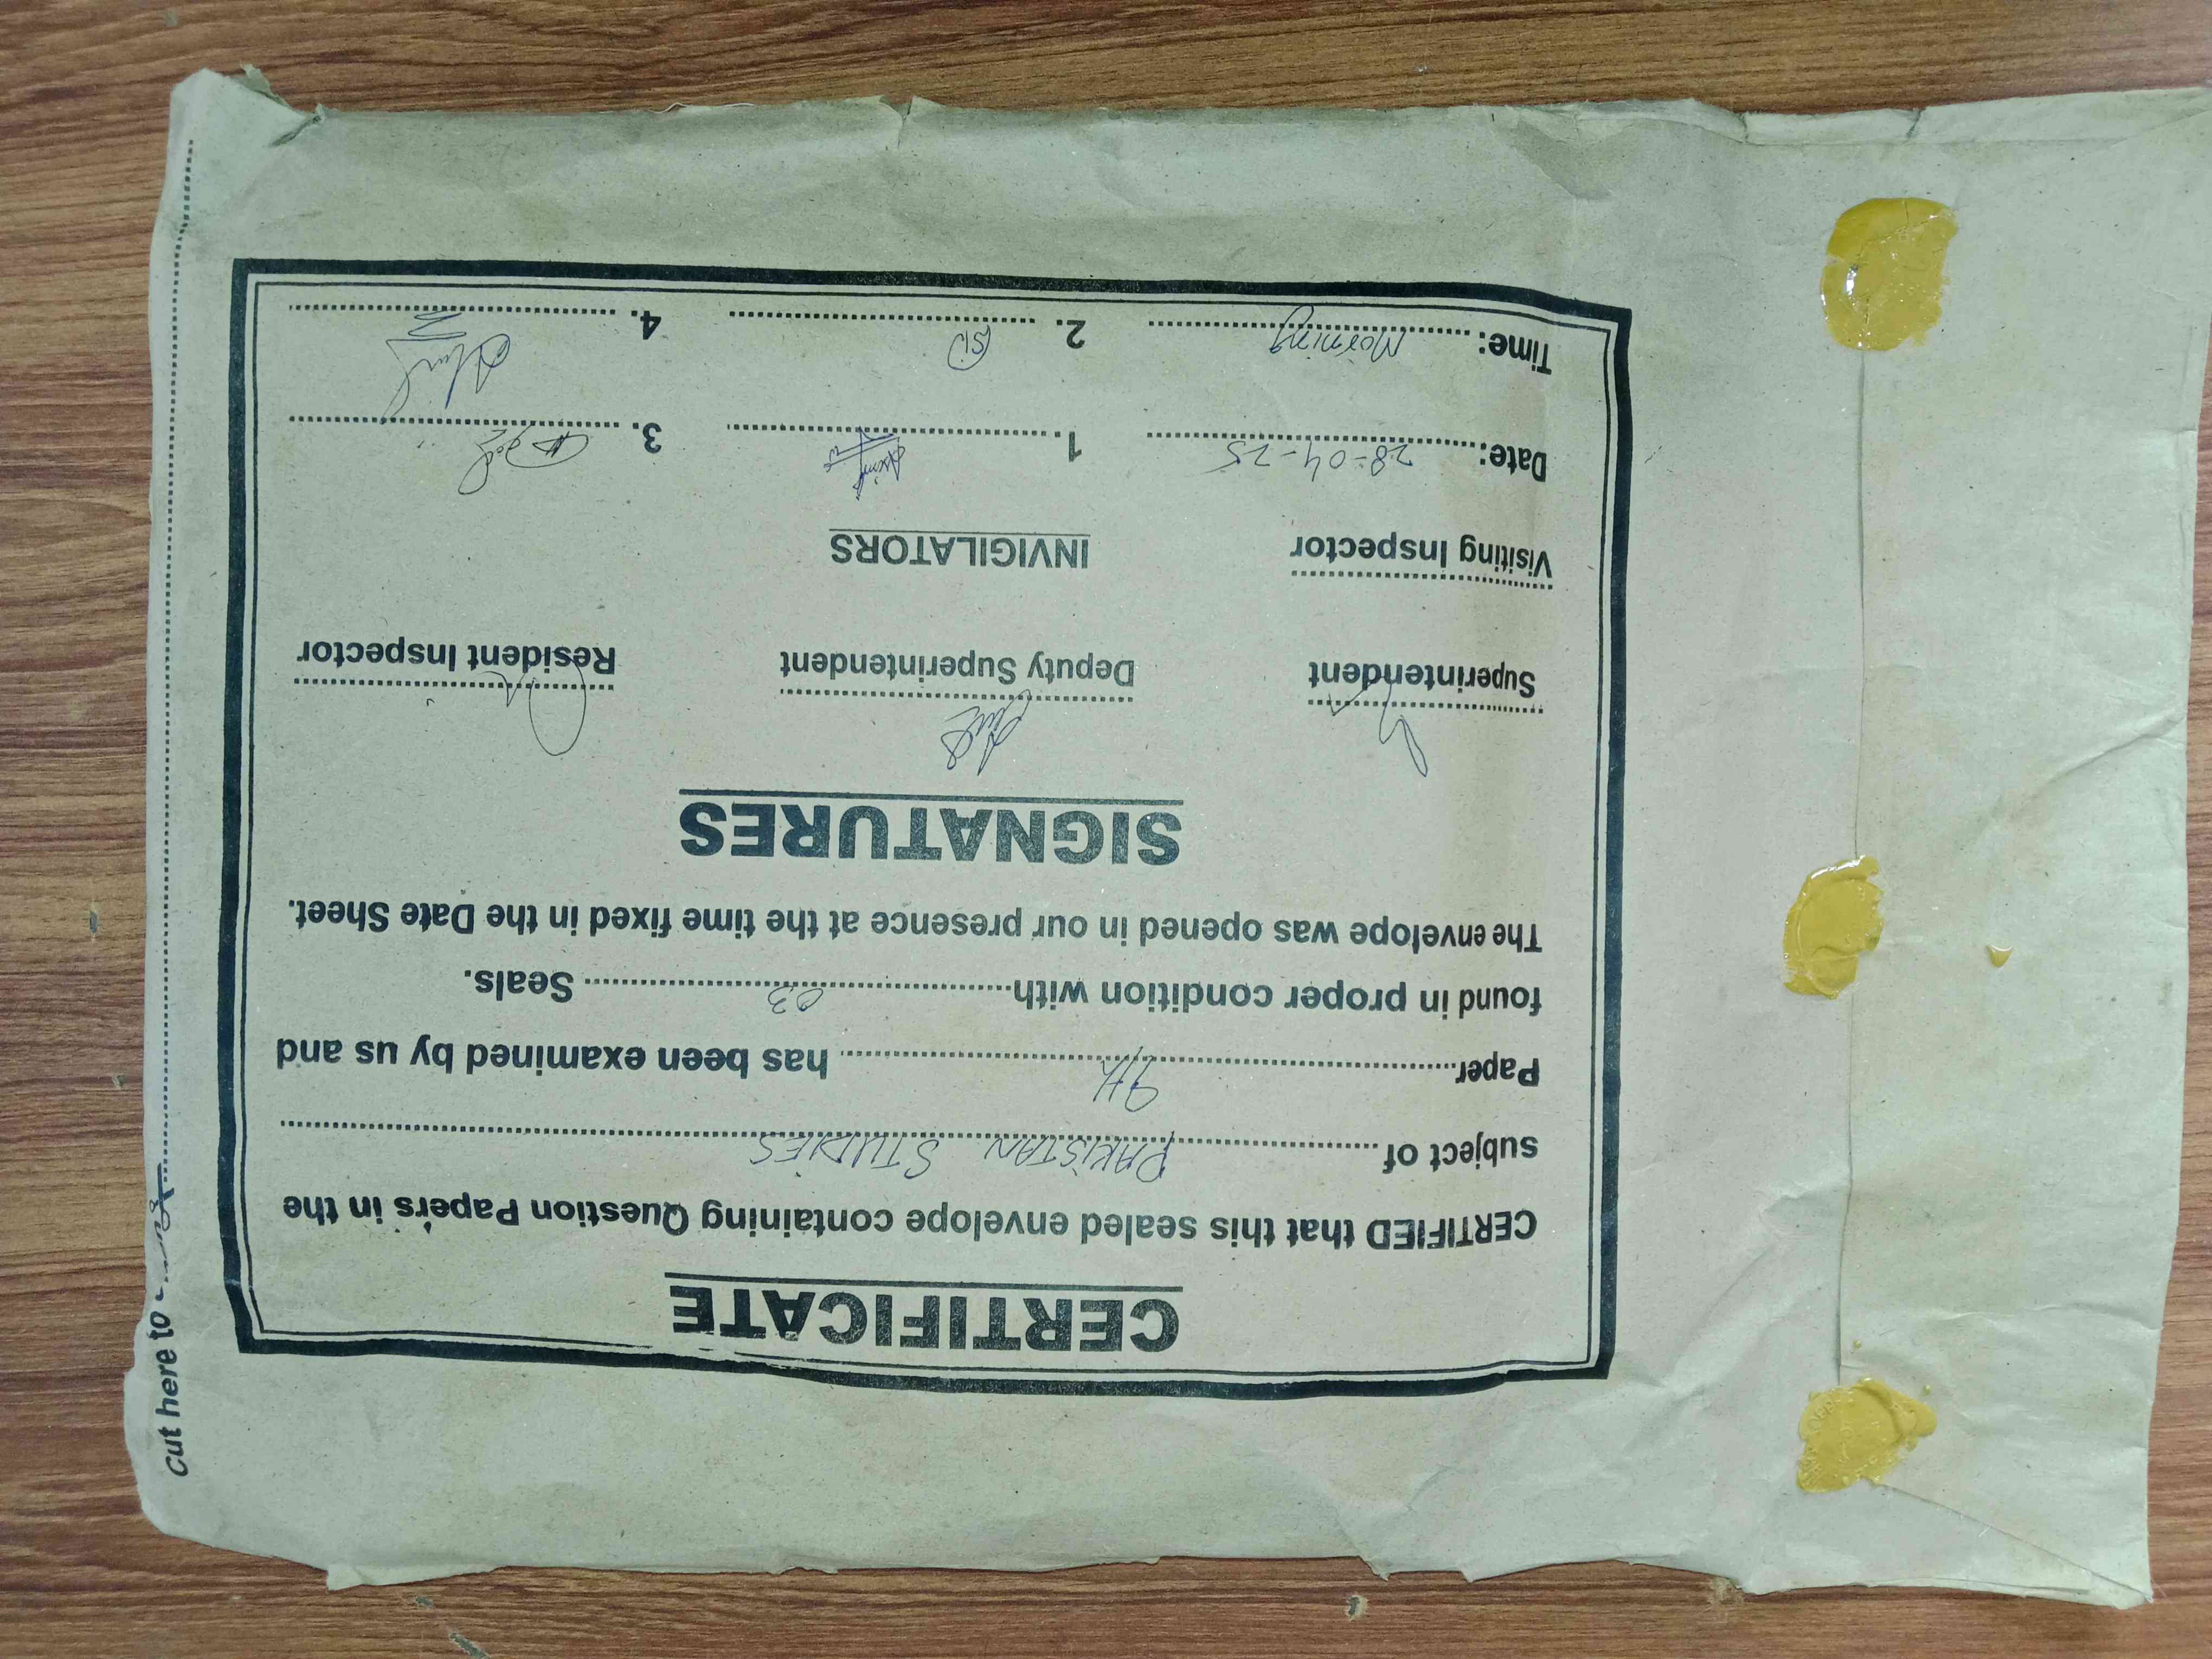 CERTIFICATE
CERTIFIED that this sealed envelope containing Question Papers in the
subject of PAKISTAN STUDIES
Paper 9th has been examined by us and
found in proper condition with 03 Seals.
The envelope was opened in our presence at the time fixed in the Date Sheet.
SIGNATURES
Superintendent Deputy Superintendent Resident Inspector
Visiting Inspector INVIGILATORS
Date: 28-04-25 1. 3.
Time: Morning 2. 4.
Cut here to